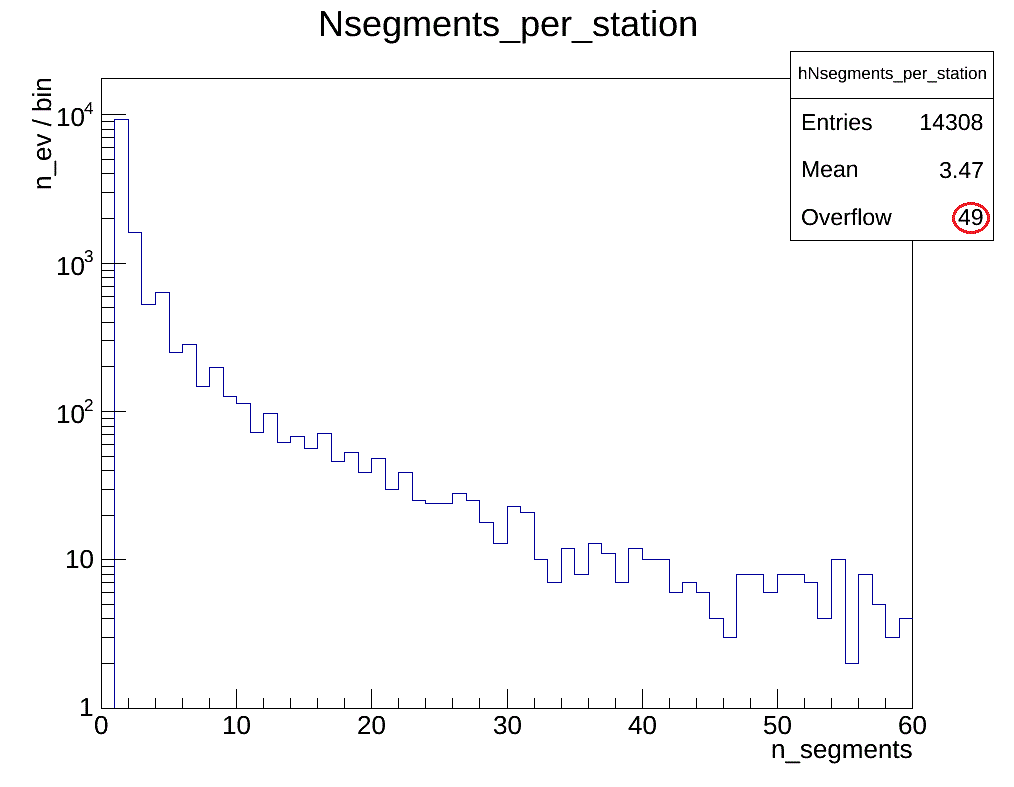 Nsegments_per_station
hNsegments_per_station
Entries 14308
Mean 3.47
Overflow 49
n_ev / bin
10^4
10^3
10^2
10
1
0 10 20 30 40 50 60
n_segments